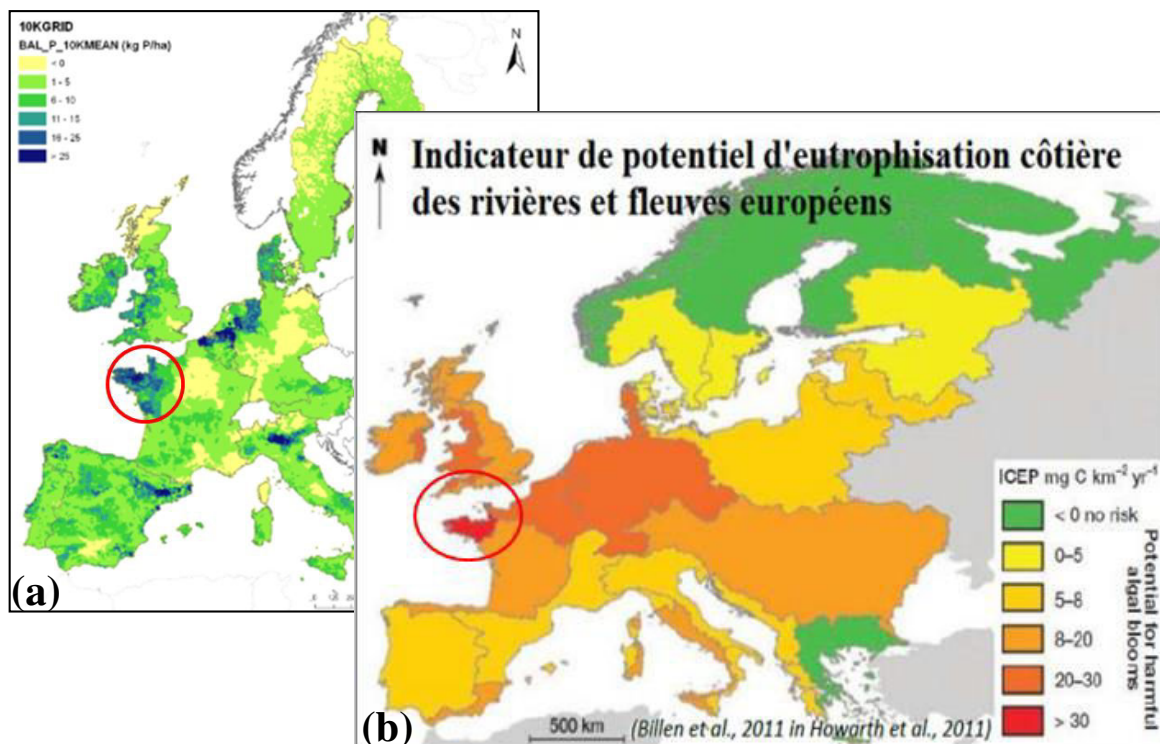 10KGRID
BAL_P_10KMEAN (kg P/ha)
< 0
1 - 5
6 - 10
11 - 15
16 - 25
> 25
N
(a)
N
Indicateur de potentiel d'eutrophisation côtière
des rivières et fleuves européens
ICEP mg C km⁻² yr⁻¹
< 0 no risk
0–5
5–8
8–20
20–30
> 30
Potential for harmful
algal blooms
500 km
(Billen et al., 2011 in Howarth et al., 2011)
(b)